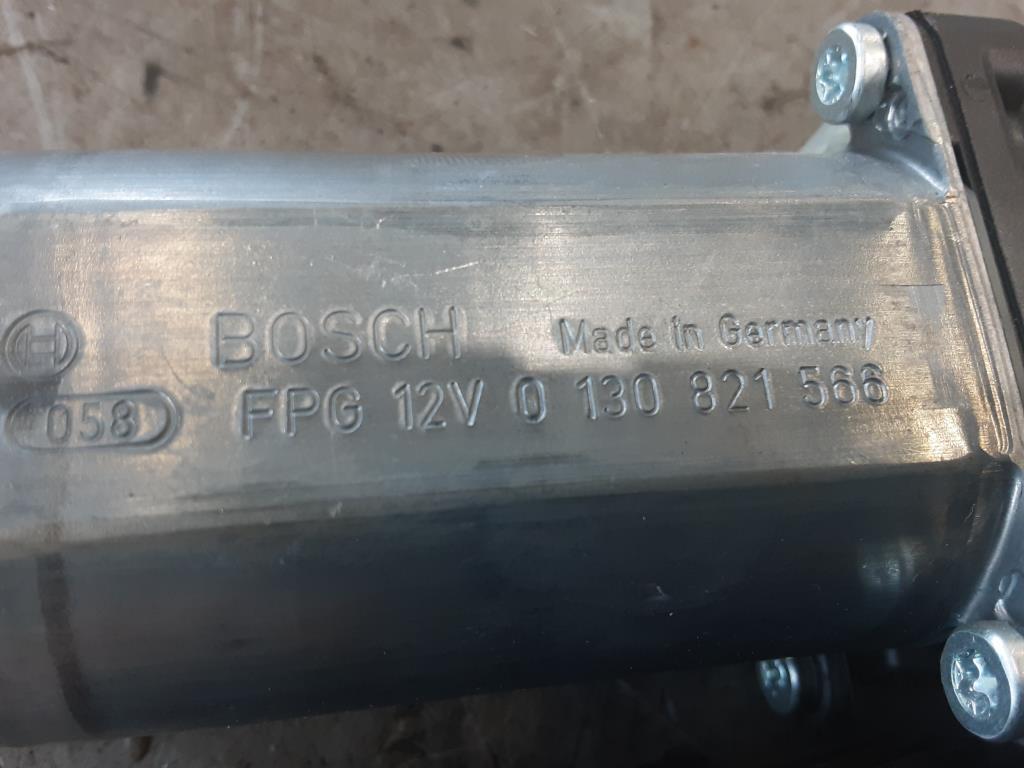 BOSCH Made in Germany
058 FPG 12V 0 130 821 566